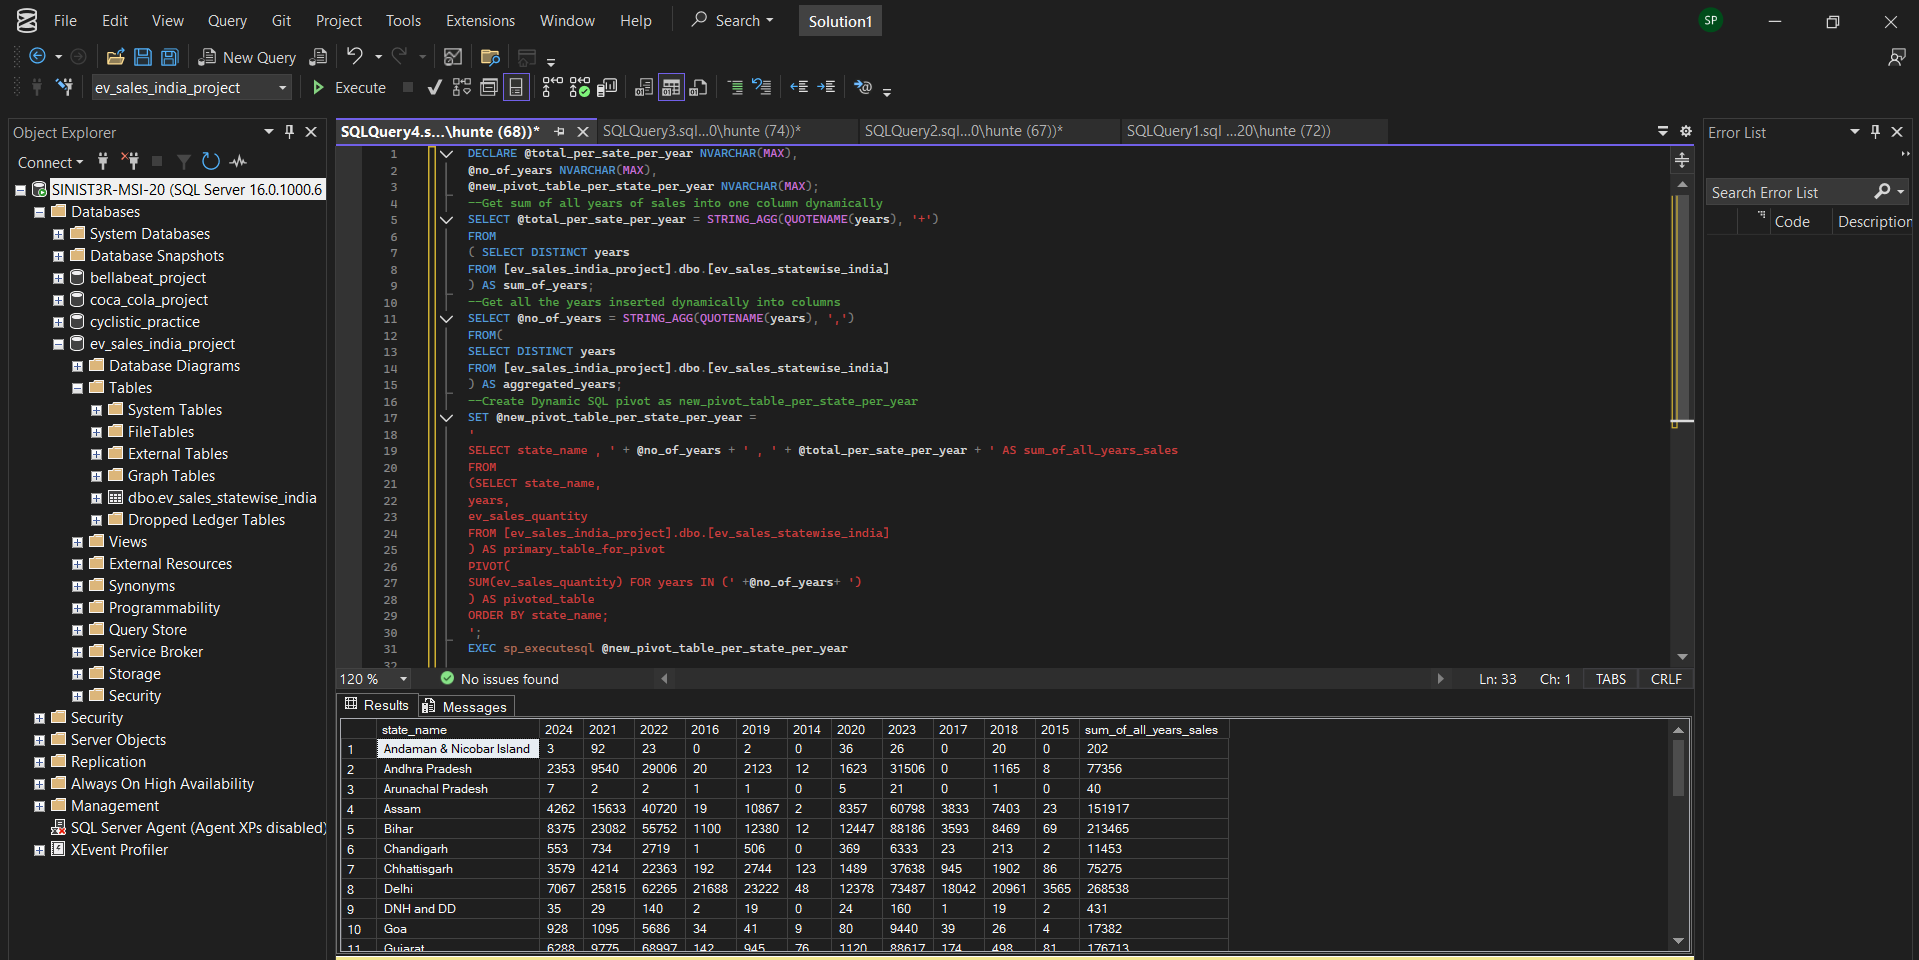 File Edit View Query Git Project Tools Extensions Window Help Search Solution1 SP
New Query
ev_sales_india_project Execute
Object Explorer
Connect
SINIST3R-MSI-20 (SQL Server 16.0.1000.6
Databases
System Databases
Database Snapshots
bellabeat_project
coca_cola_project
cyclistic_practice
ev_sales_india_project
Database Diagrams
Tables
System Tables
FileTables
External Tables
Graph Tables
dbo.ev_sales_statewise_india
Dropped Ledger Tables
Views
External Resources
Synonyms
Programmability
Query Store
Service Broker
Storage
Security
Security
Server Objects
Replication
Always On High Availability
Management
SQL Server Agent (Agent XPs disabled)
XEvent Profiler
SQLQuery4.s...\hunte (68))* SQLQuery3.sql...0\hunte (74))* SQLQuery2.sql...0\hunte (67))* SQLQuery1.sql ...20\hunte (72))
1 DECLARE @total_per_sate_per_year NVARCHAR(MAX),
2 @no_of_years NVARCHAR(MAX),
3 @new_pivot_table_per_state_per_year NVARCHAR(MAX);
4 --Get sum of all years of sales into one column dynamically
5 SELECT @total_per_sate_per_year = STRING_AGG(QUOTENAME(years), '+')
6 FROM
7 ( SELECT DISTINCT years
8 FROM [ev_sales_india_project].dbo.[ev_sales_statewise_india]
9 ) AS sum_of_years;
10 --Get all the years inserted dynamically into columns
11 SELECT @no_of_years = STRING_AGG(QUOTENAME(years), ',')
12 FROM(
13 SELECT DISTINCT years
14 FROM [ev_sales_india_project].dbo.[ev_sales_statewise_india]
15 ) AS aggregated_years;
16 --Create Dynamic SQL pivot as new_pivot_table_per_state_per_year
17 SET @new_pivot_table_per_state_per_year =
18 '
19 SELECT state_name , ' + @no_of_years + ' , ' + @total_per_sate_per_year + ' AS sum_of_all_years_sales
20 FROM
21 (SELECT state_name,
22 years,
23 ev_sales_quantity
24 FROM [ev_sales_india_project].dbo.[ev_sales_statewise_india]
25 ) AS primary_table_for_pivot
26 PIVOT(
27 SUM(ev_sales_quantity) FOR years IN (' +@no_of_years+ ')
28 ) AS pivoted_table
29 ORDER BY state_name;
30 ';
31 EXEC sp_executesql @new_pivot_table_per_state_per_year
32
120 % No issues found Ln: 33 Ch: 1 TABS CRLF
Results Messages
state_name 2024 2021 2022 2016 2019 2014 2020 2023 2017 2018 2015 sum_of_all_years_sales
1 Andaman & Nicobar Island 3 92 23 0 2 0 36 26 0 20 0 202
2 Andhra Pradesh 2353 9540 29006 20 2123 12 1623 31506 0 1165 8 77356
3 Arunachal Pradesh 7 2 2 1 1 0 5 21 0 1 0 40
4 Assam 4262 15633 40720 19 10867 2 8357 60798 3833 7403 23 151917
5 Bihar 8375 23082 55752 1100 12380 12 12447 88186 3593 8469 69 213465
6 Chandigarh 553 734 2719 1 506 0 369 6333 23 213 2 11453
7 Chhattisgarh 3579 4214 22363 192 2744 123 1489 37638 945 1902 86 75275
8 Delhi 7067 25815 62265 21688 23222 48 12378 73487 18042 20961 3565 268538
9 DNH and DD 35 29 140 2 19 0 24 160 1 19 2 431
10 Goa 928 1095 5686 34 41 9 80 9440 39 26 4 17382
11 Gujarat 6288 9775 68997 142 945 76 1120 88617 174 498 81 176713
Error List
Search Error List
Code Description